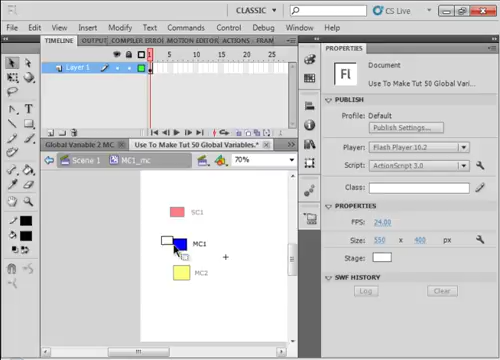 Fl
CLASSIC
CS Live
File Edit View Insert Modify Text Commands Control Debug Window Help
TIMELINE OUTPUT COMPILER ERRORS MOTION EDITOR ACTIONS - FRAM
1 5 10 15 20 25
Layer 1
Global Variable 2 MC × Use To Make Tut 50 Global Variables.* ×
Scene 1 MC1_mc 70%
SC1
MC1
MC2
PROPERTIES
Fl
Document
Use To Make Tut 50 Global Vari...
PUBLISH
Profile: Default
Publish Settings...
Player: Flash Player 10.2
Script: ActionScript 3.0
Class:
PROPERTIES
FPS: 24.00
Size: 550 x 400 px
Stage:
SWF HISTORY
Log Clear